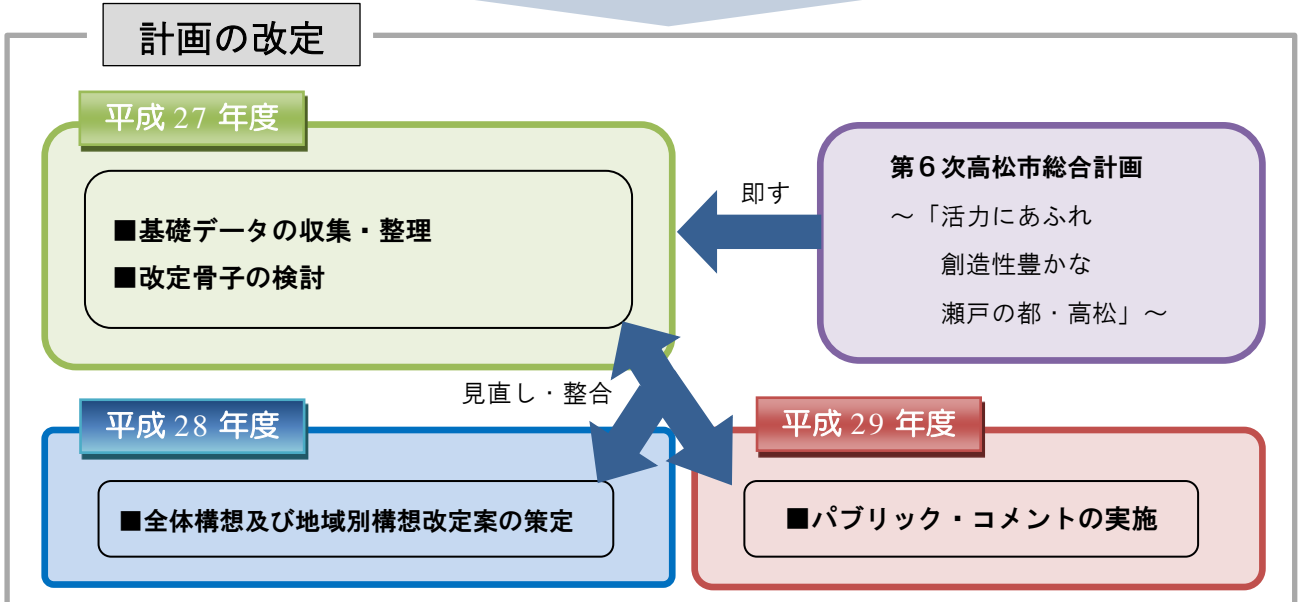 計画の改定
平成 27 年度
■基礎データの収集・整理
■改定骨子の検討
即す
第６次高松市総合計画
～「活力にあふれ
創造性豊かな
瀬戸の都・高松」～
見直し・整合
平成 28 年度
■全体構想及び地域別構想改定案の策定
平成 29 年度
■パブリック・コメントの実施